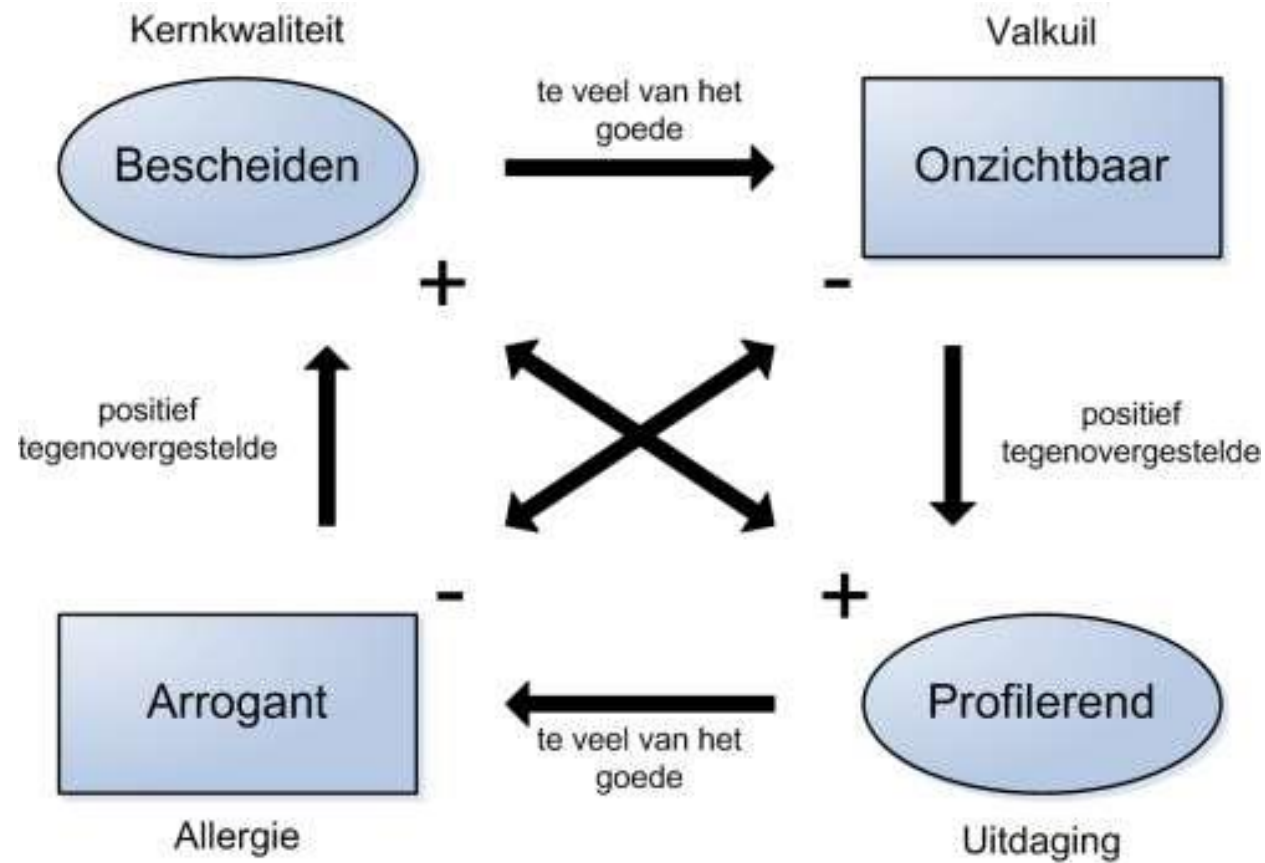 Kernkwaliteit
Valkuil
te veel van het
goede
Bescheiden
Onzichtbaar
+
-
positief
tegenovergestelde
positief
tegenovergestelde
-
+
Arrogant
Profilerend
te veel van het
goede
Allergie
Uitdaging